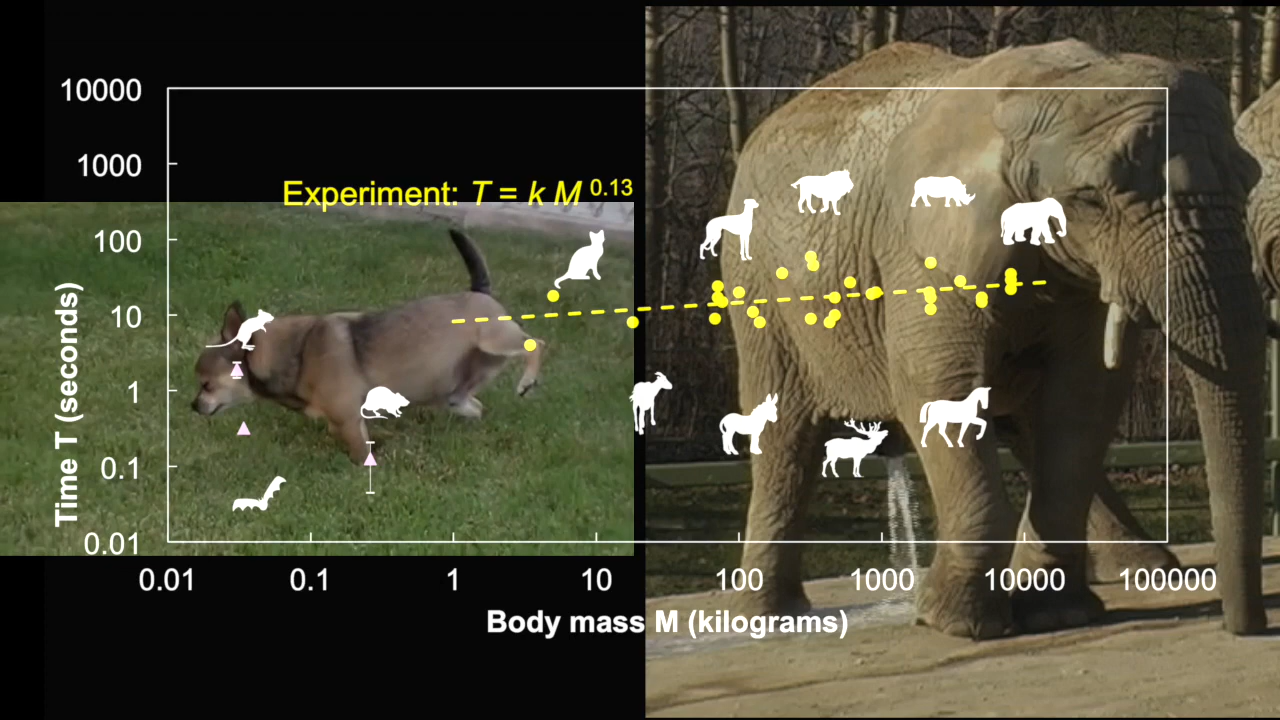 10000
1000
100
10
1
0.1
0.01
Time T (seconds)
Experiment: T = k M 0.13
0.01 0.1 1 10 100 1000 10000 100000
Body mass M (kilograms)